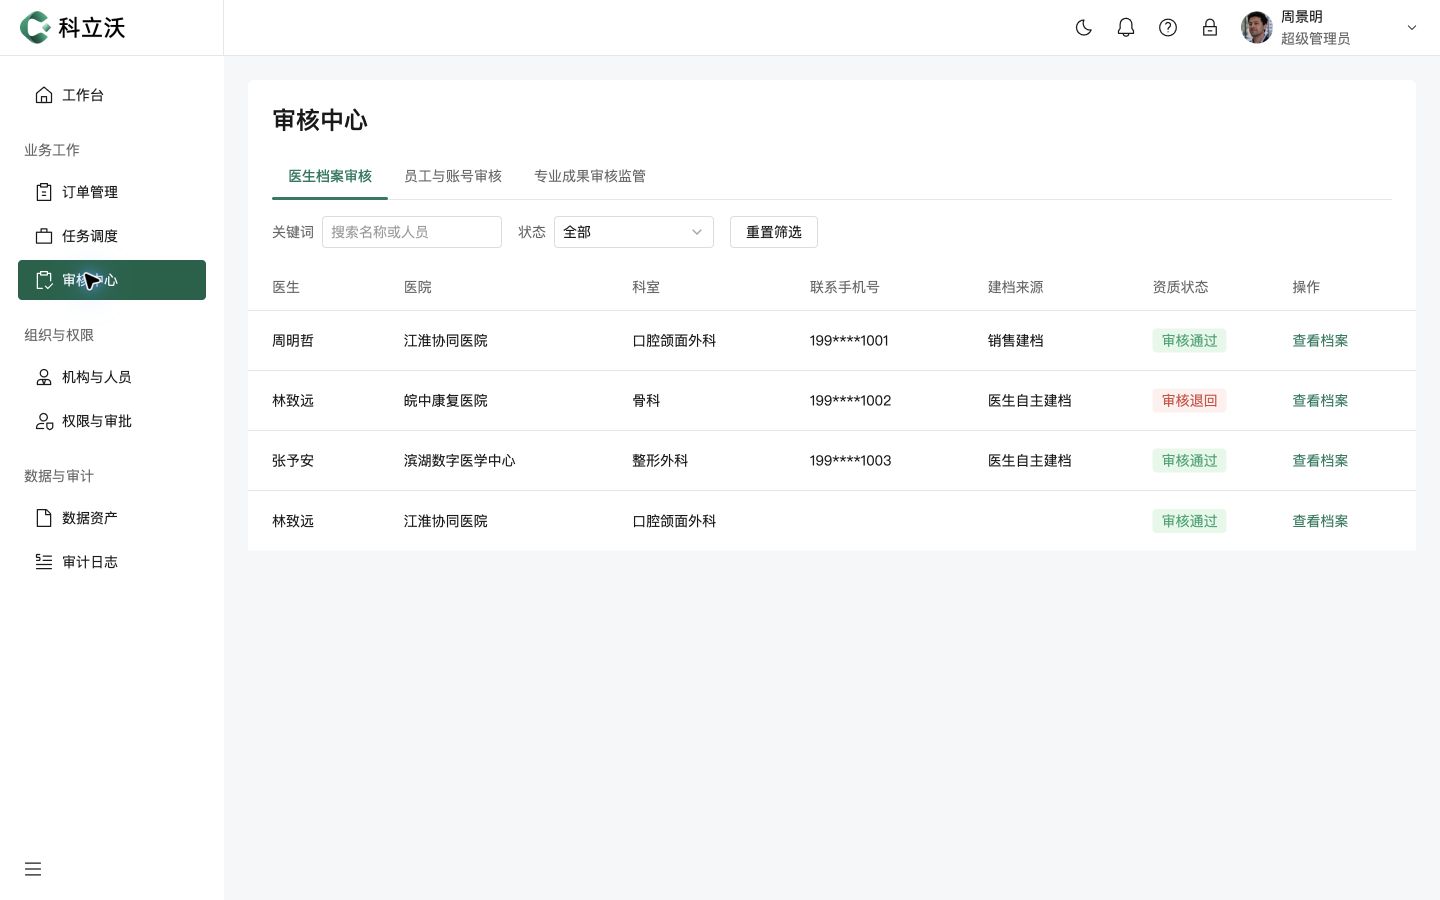 科立沃
周景明
超级管理员
工作台
业务工作
订单管理
任务调度
审核中心
组织与权限
机构与人员
权限与审批
数据与审计
数据资产
审计日志
审核中心
医生档案审核 员工与账号审核 专业成果审核监管
关键词 搜索名称或人员 状态 全部 重置筛选
医生 医院 科室 联系手机号 建档来源 资质状态 操作
周明哲 江淮协同医院 口腔颌面外科 199****1001 销售建档 审核通过 查看档案
林致远 皖中康复医院 骨科 199****1002 医生自主建档 审核退回 查看档案
张予安 滨湖数字医学中心 整形外科 199****1003 医生自主建档 审核通过 查看档案
林致远 江淮协同医院 口腔颌面外科 审核通过 查看档案